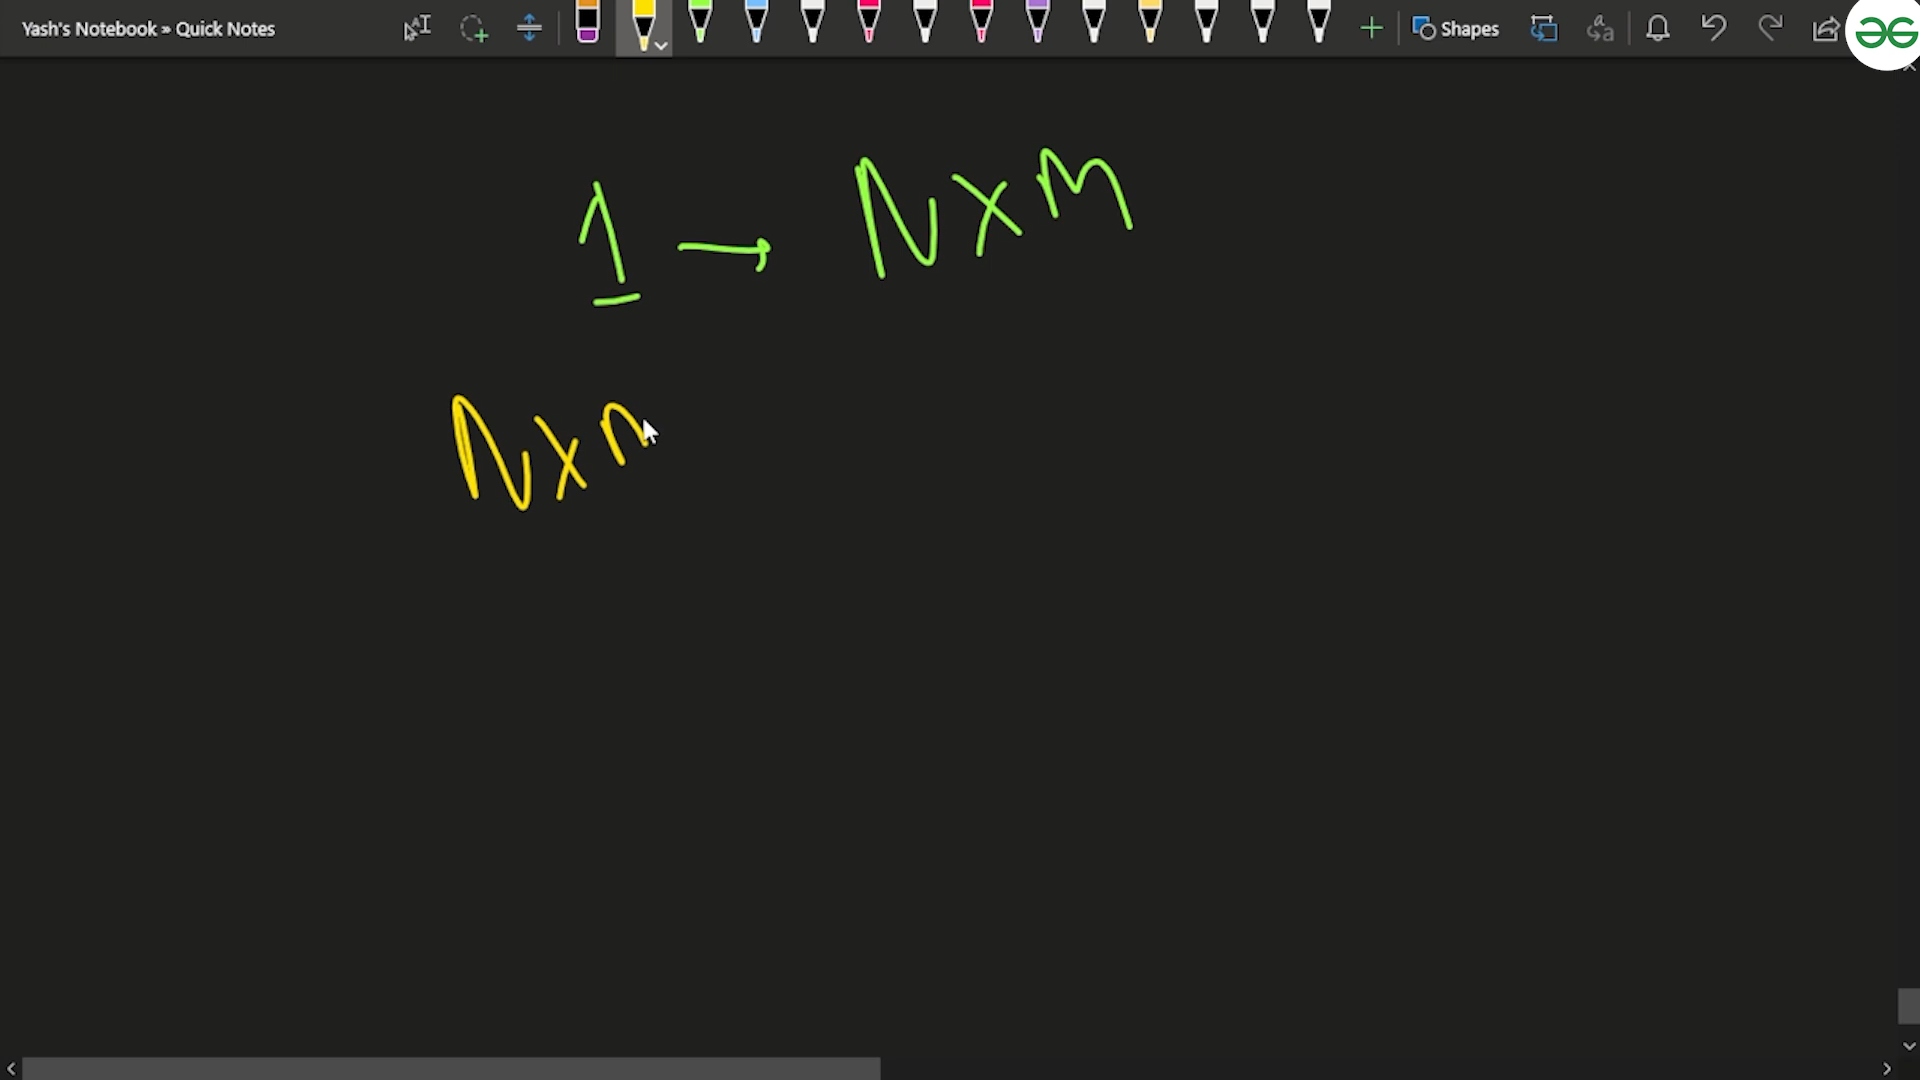 Yash's Notebook » Quick Notes
Shapes
1 → N x M
N x